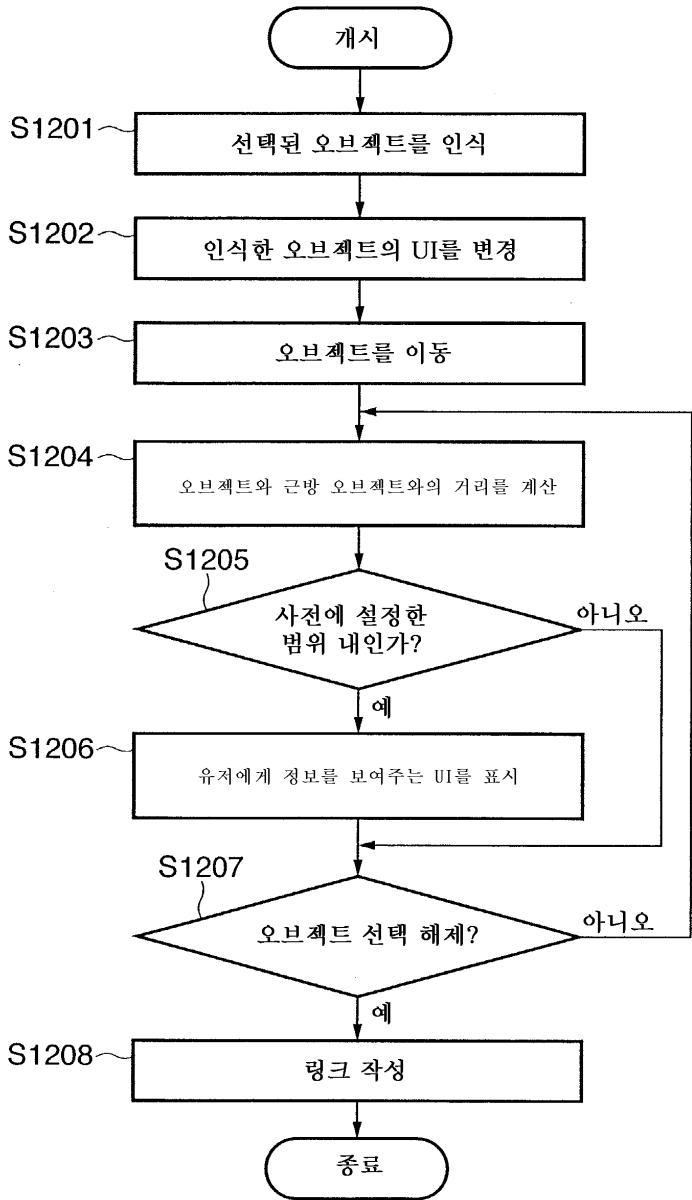 개시
S1201
선택된 오브젝트를 인식
S1202
인식한 오브젝트의 UI를 변경
S1203
오브젝트를 이동
S1204
오브젝트와 근방 오브젝트와의 거리를 계산
S1205
사전에 설정한
범위 내인가?
아니오
예
S1206
유저에게 정보를 보여주는 UI를 표시
S1207
오브젝트 선택 해제?
아니오
예
S1208
링크 작성
종료